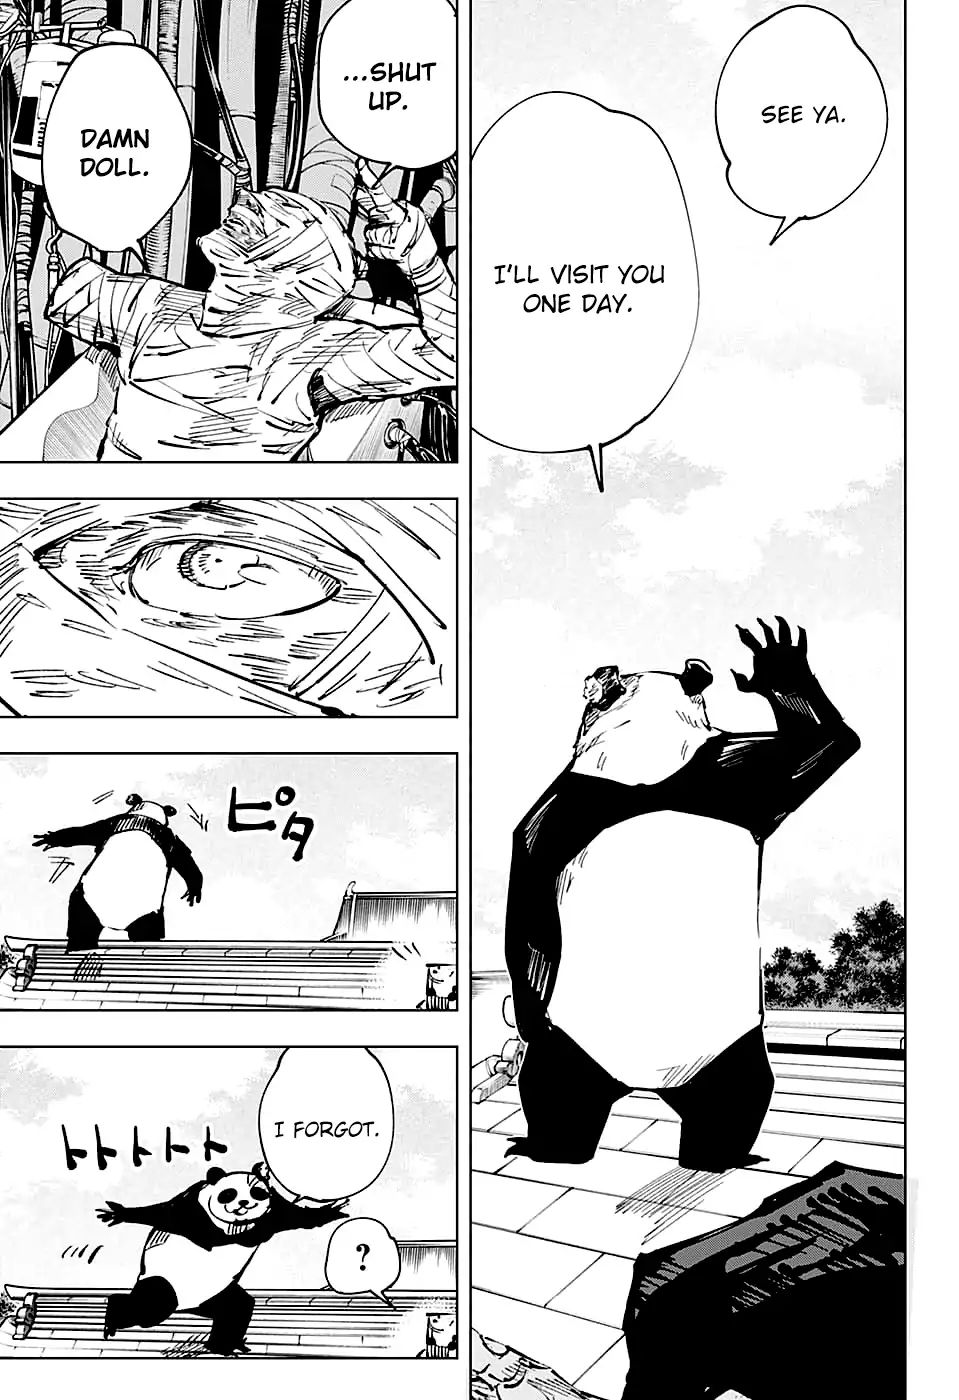 SEE YA.
I'LL VISIT YOU
ONE DAY.
...SHUT
UP.
DAMN
DOLL.
ピタ
I FORGOT.
トトトトト
?